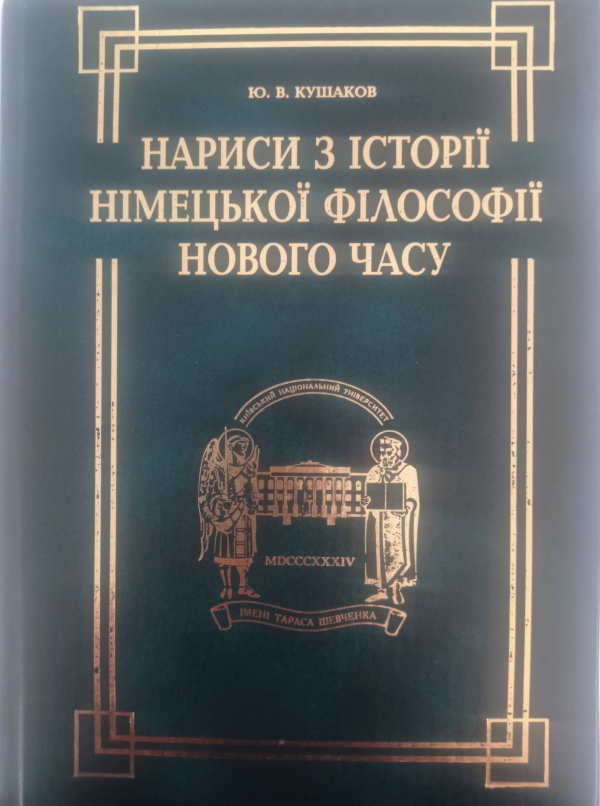 Ю. В. КУШАКОВ
НАРИСИ З ІСТОРІЇ
НІМЕЦЬКОЇ ФІЛОСОФІЇ
НОВОГО ЧАСУ
КИЇВСЬКИЙ НАЦІОНАЛЬНИЙ УНІВЕРСИТЕТ
MDCCCXXXIV
ІМЕНІ ТАРАСА ШЕВЧЕНКА